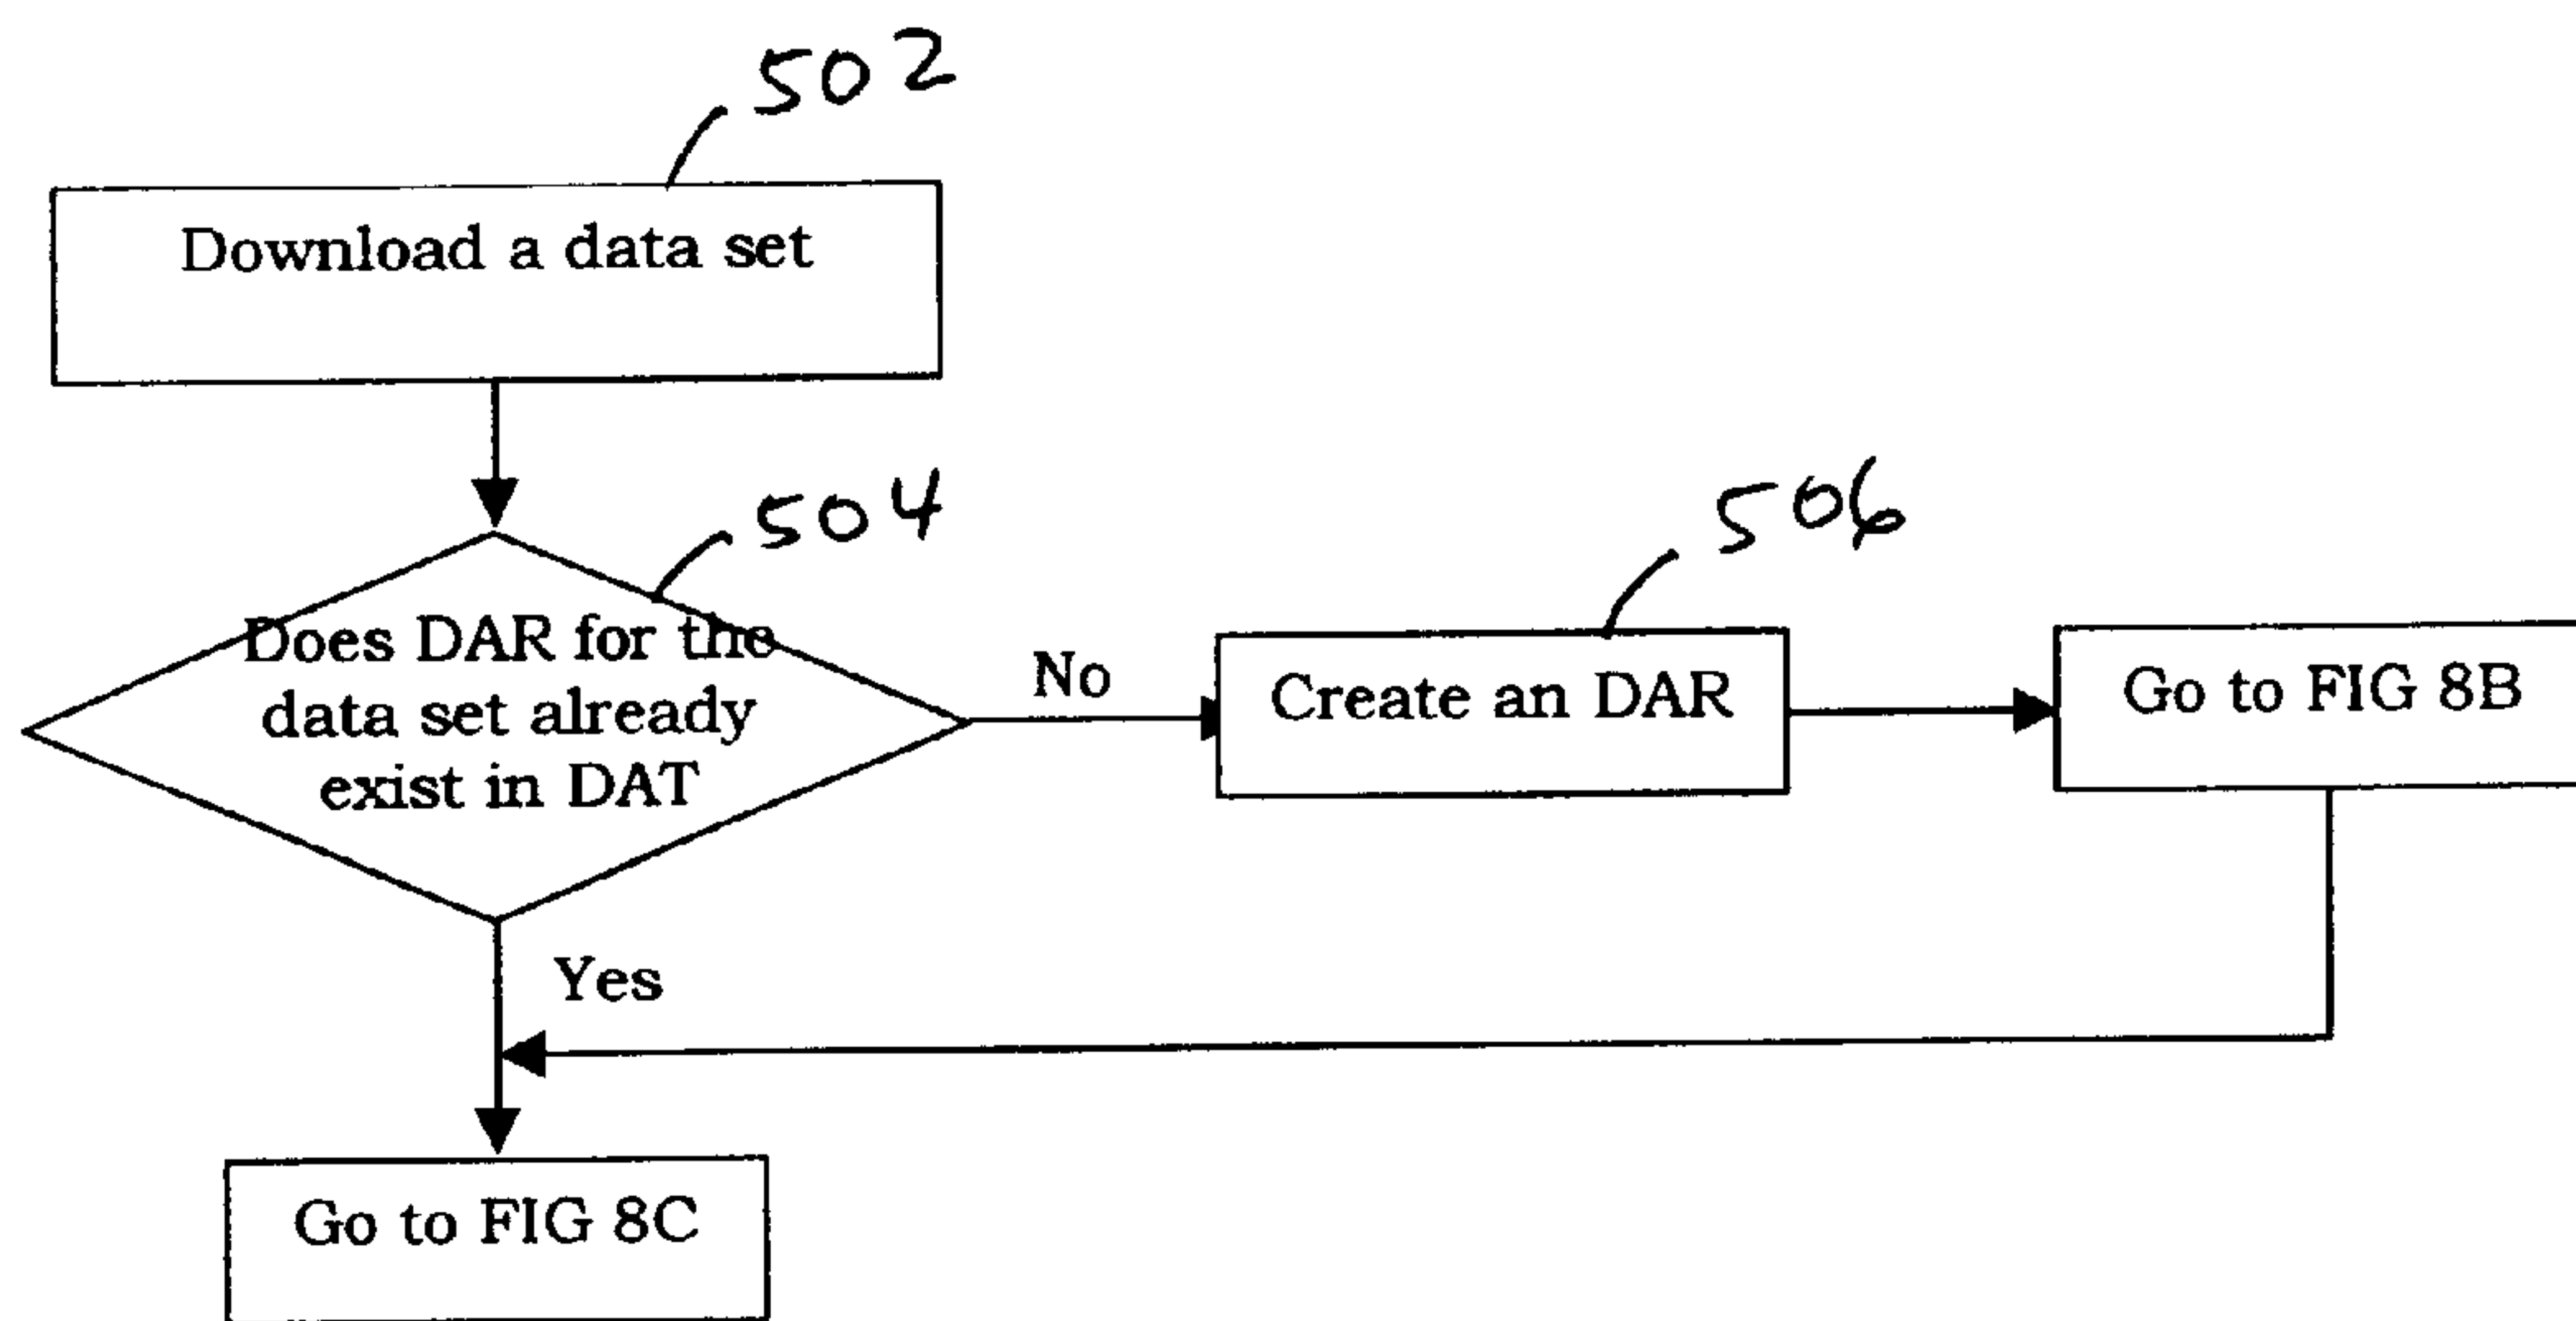 502
Download a data set
504
Does DAR for the
data set already
exist in DAT
No
506
Create an DAR
Go to FIG 8B
Yes
Go to FIG 8C